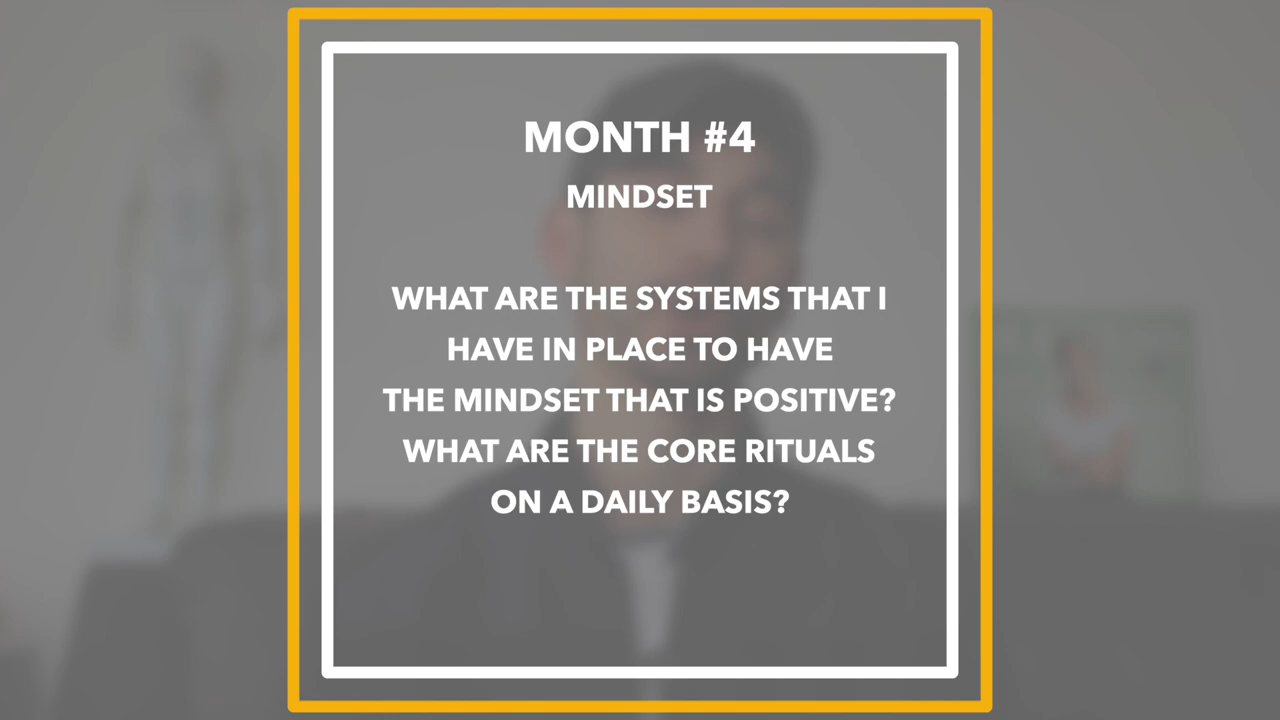 MONTH #4
MINDSET
WHAT ARE THE SYSTEMS THAT I
HAVE IN PLACE TO HAVE
THE MINDSET THAT IS POSITIVE?
WHAT ARE THE CORE RITUALS
ON A DAILY BASIS?